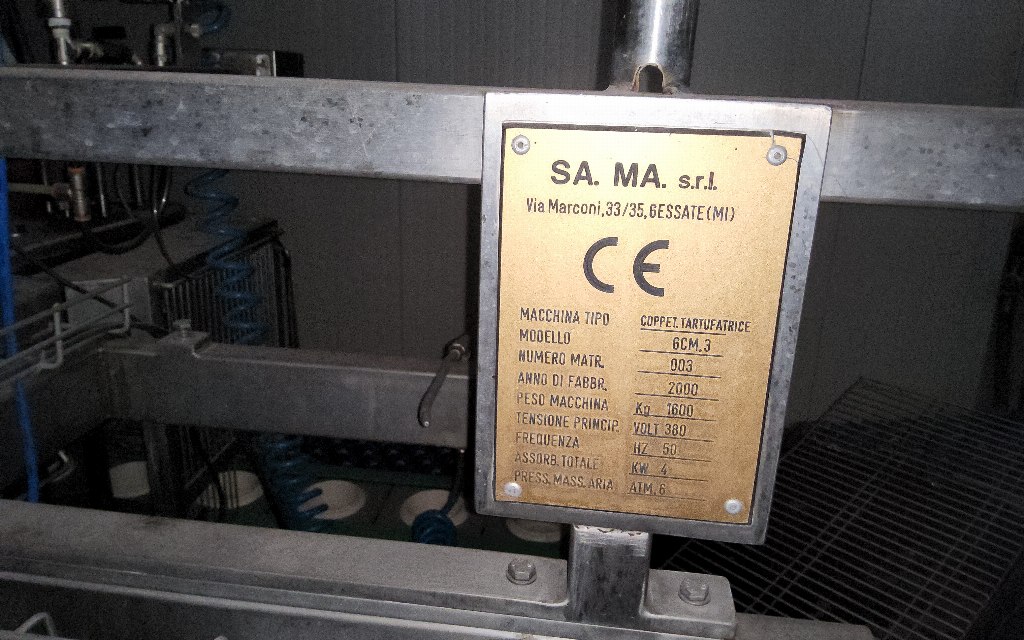 SA. MA. s.r.l.
Via Marconi,33/35,GESSATE(MI)
CE
MACCHINA TIPO COPPET.TARTUFATRICE
MODELLO GCM.3
NUMERO MATR. 003
ANNO DI FABBR. 2000
PESO MACCHINA Kg 1600
TENSIONE PRINCIP. VOLT 380
FREQUENZA HZ 50
ASSORB. TOTALE KW 4
PRESS. MASS. ARIA ATM. 6